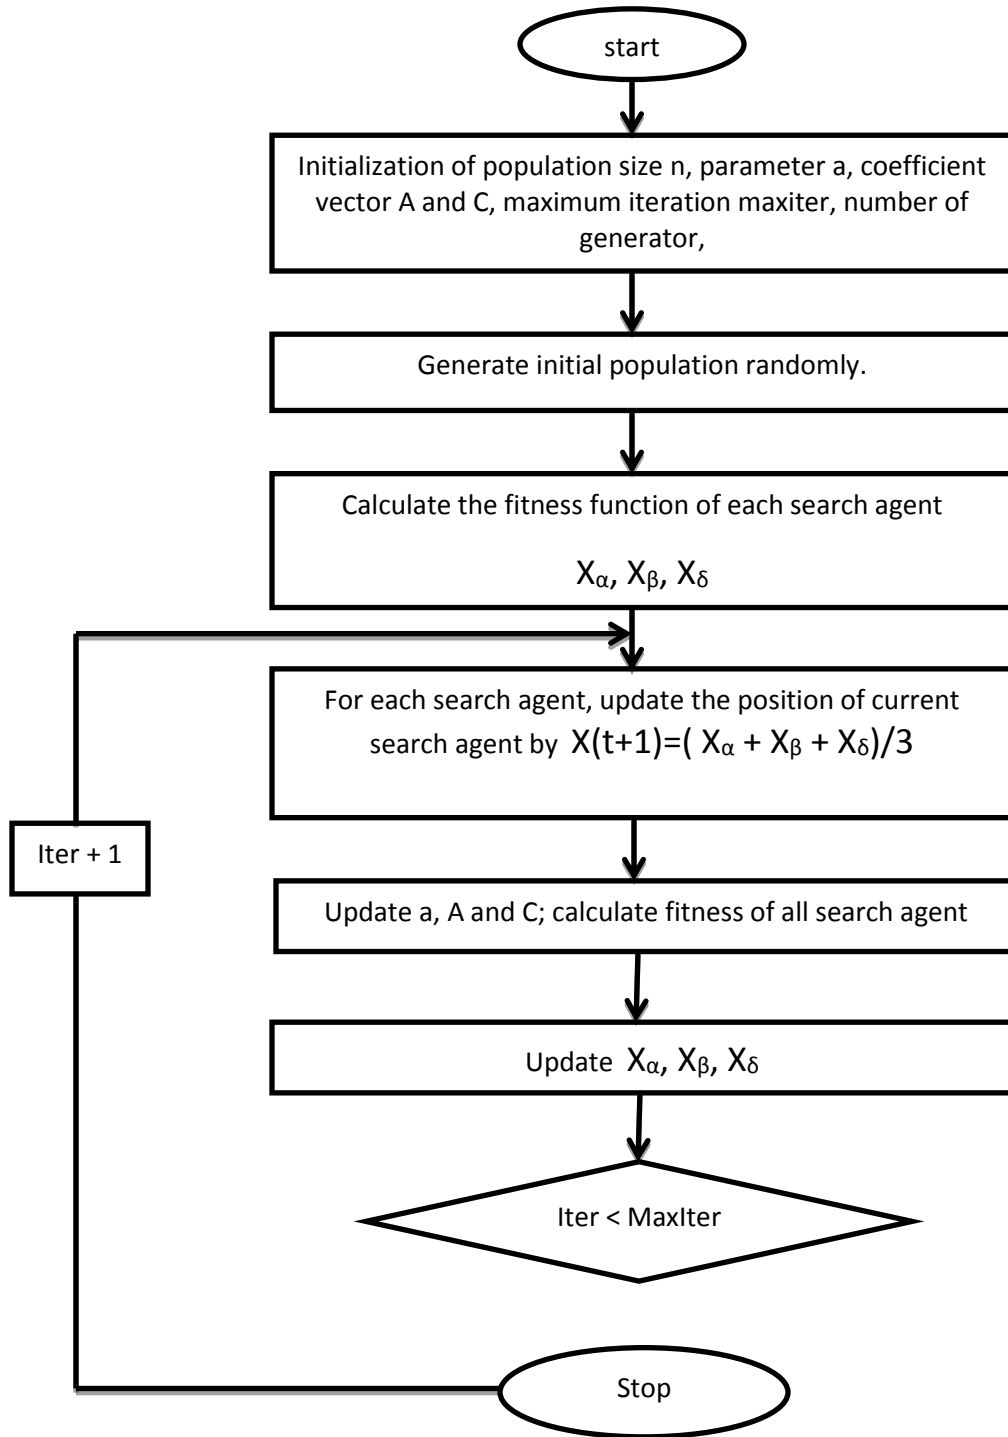 start
Initialization of population size n, parameter a, coefficient
vector A and C, maximum iteration maxiter, number of
generator,
Generate initial population randomly.
Calculate the fitness function of each search agent
Xα, Xβ, Xδ
For each search agent, update the position of current
search agent by X(t+1)=( Xα + Xβ + Xδ)/3
Iter + 1
Update a, A and C; calculate fitness of all search agent
Update Xα, Xβ, Xδ
Iter < MaxIter
Stop